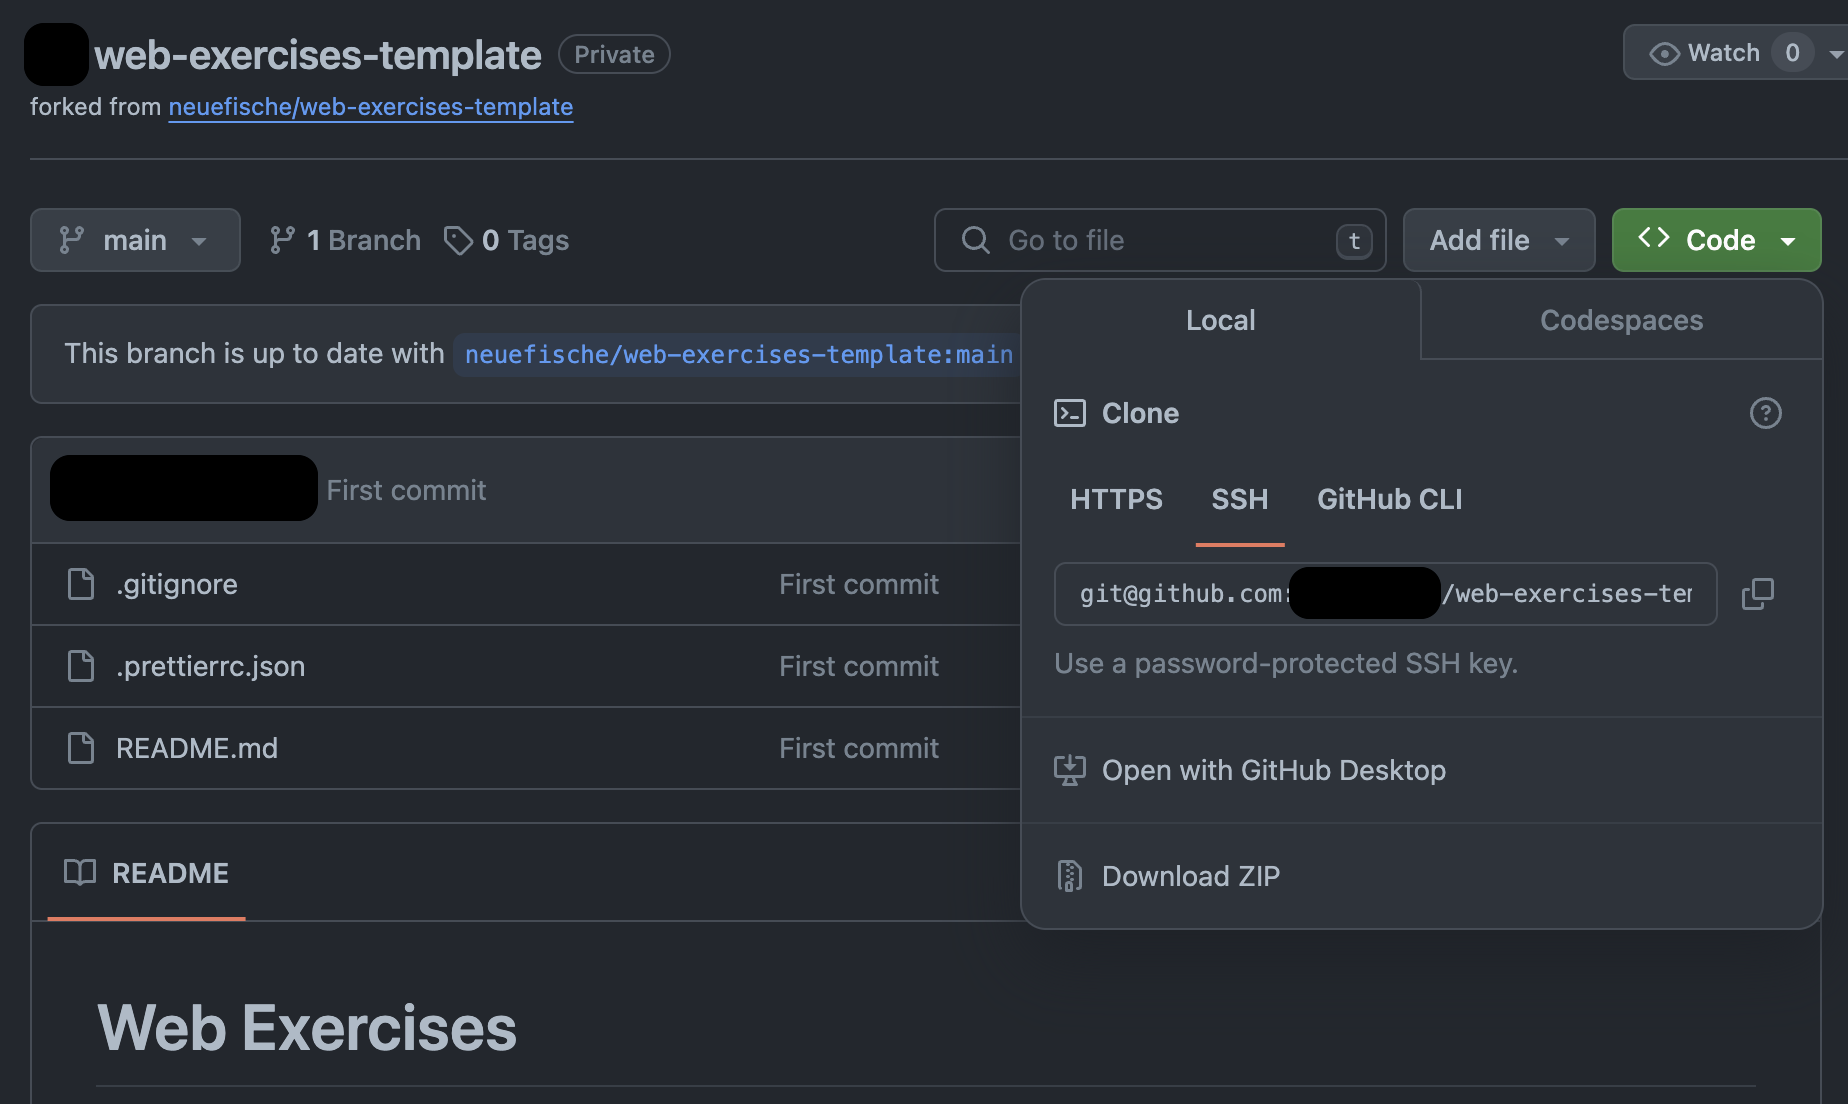 web-exercises-template Private
Watch 0
forked from neuefische/web-exercises-template
main 1 Branch 0 Tags
Go to file t
Add file
<> Code
This branch is up to date with neuefische/web-exercises-template:main
First commit
.gitignore First commit
.prettierrc.json First commit
README.md First commit
README
Web Exercises
Local Codespaces
Clone
HTTPS SSH GitHub CLI
git@github.com: /web-exercises-tem
Use a password-protected SSH key.
Open with GitHub Desktop
Download ZIP